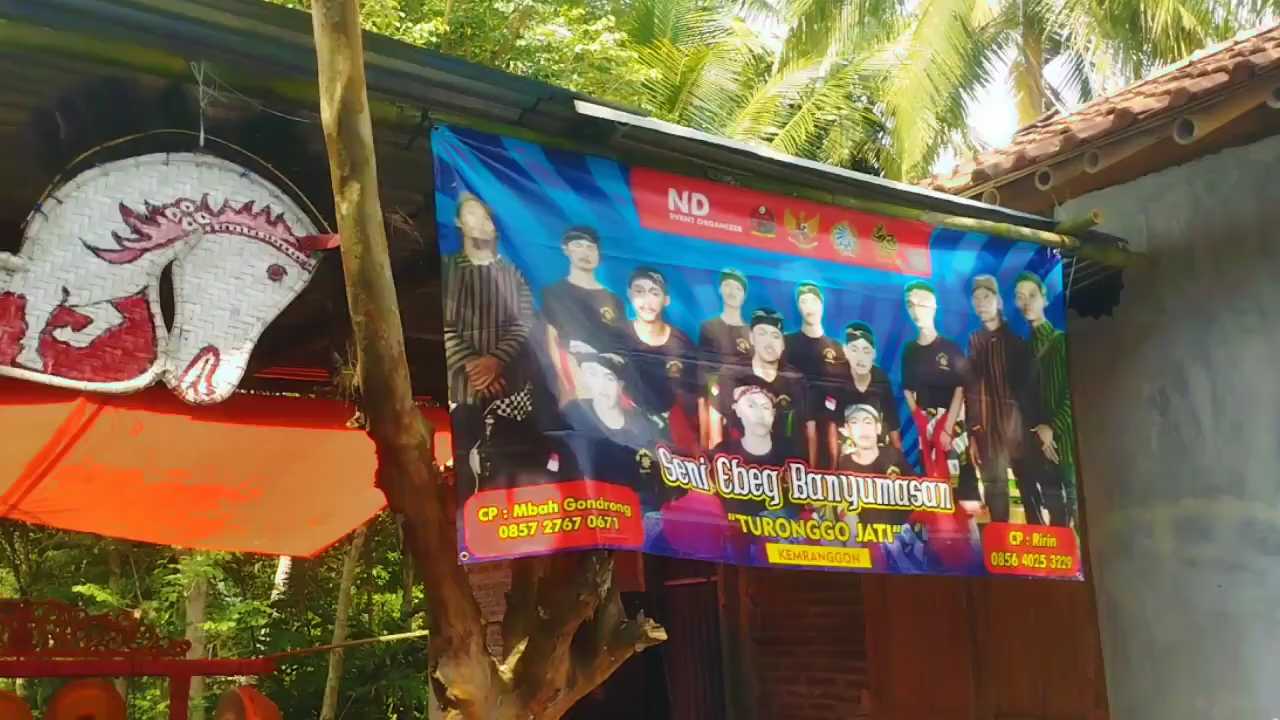 ND
EVENT ORGANIZER
Seni Ebeg Banyumasan
"TURONGGO JATI"
KEMRANGGON
CP : Mbah Gondrong
0857 2767 0671
CP : Ririn
0856 4025 3229